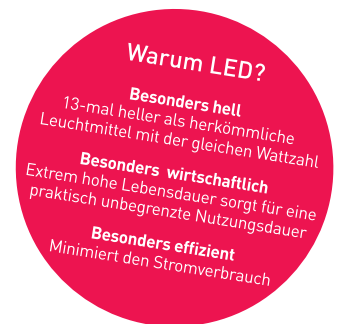 Warum LED?
Besonders hell
13-mal heller als herkömmliche
Leuchtmittel mit der gleichen Wattzahl
Besonders wirtschaftlich
Extrem hohe Lebensdauer sorgt für eine
praktisch unbegrenzte Nutzungsdauer
Besonders effizient
Minimiert den Stromverbrauch